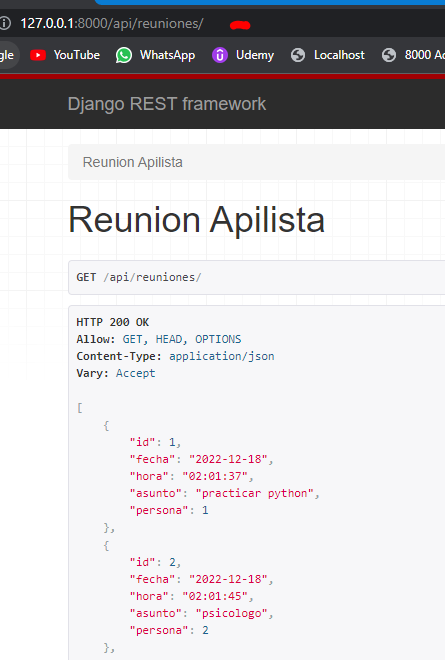 127.0.0.1:8000/api/reuniones/
gle YouTube WhatsApp Udemy Localhost 8000 Ad
Django REST framework
Reunion Apilista
Reunion Apilista
GET /api/reuniones/
HTTP 200 OK
Allow: GET, HEAD, OPTIONS
Content-Type: application/json
Vary: Accept
[
{
"id": 1,
"fecha": "2022-12-18",
"hora": "02:01:37",
"asunto": "practicar python",
"persona": 1
},
{
"id": 2,
"fecha": "2022-12-18",
"hora": "02:01:45",
"asunto": "psicologo",
"persona": 2
},